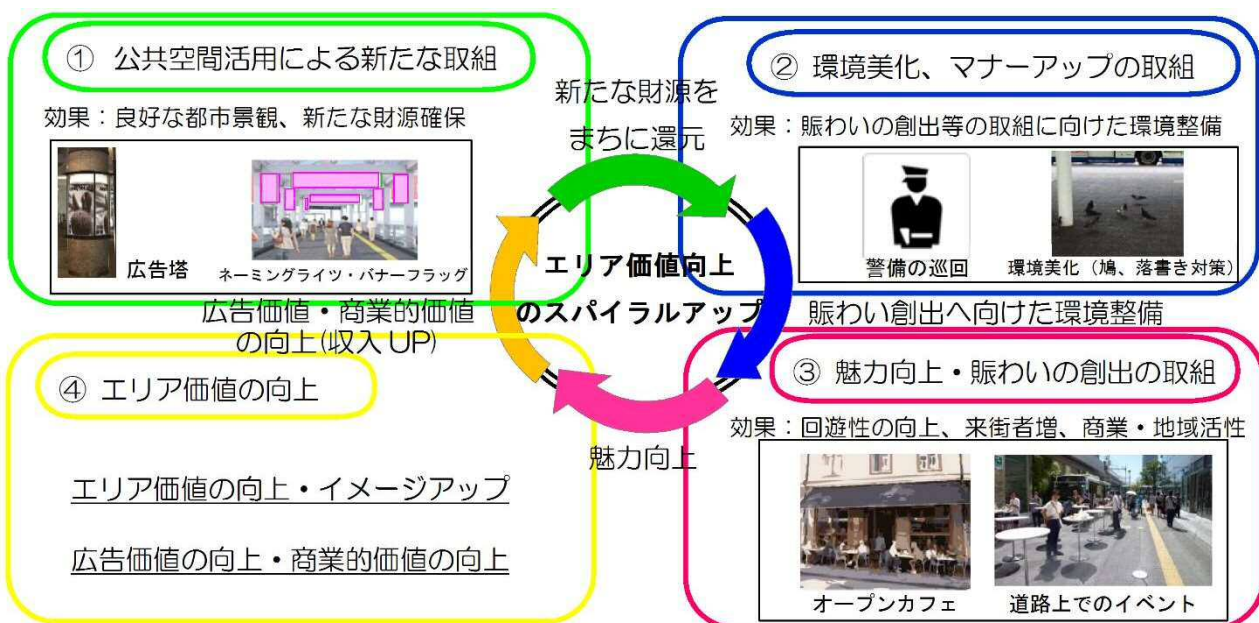 ① 公共空間活用による新たな取組
効果：良好な都市景観、新たな財源確保
広告塔
ネーミングライツ・バナーフラッグ
新たな財源を
まちに還元
② 環境美化、マナーアップの取組
効果：賑わいの創出等の取組に向けた環境整備
警備の巡回
環境美化（鳩、落書き対策）
エリア価値向上
のスパイラルアップ
賑わい創出へ向けた環境整備
③ 魅力向上・賑わいの創出の取組
効果：回遊性の向上、来街者増、商業・地域活性
オープンカフェ
道路上でのイベント
魅力向上
広告価値・商業的価値
の向上(収入 UP)
④ エリア価値の向上
エリア価値の向上・イメージアップ
広告価値の向上・商業的価値の向上